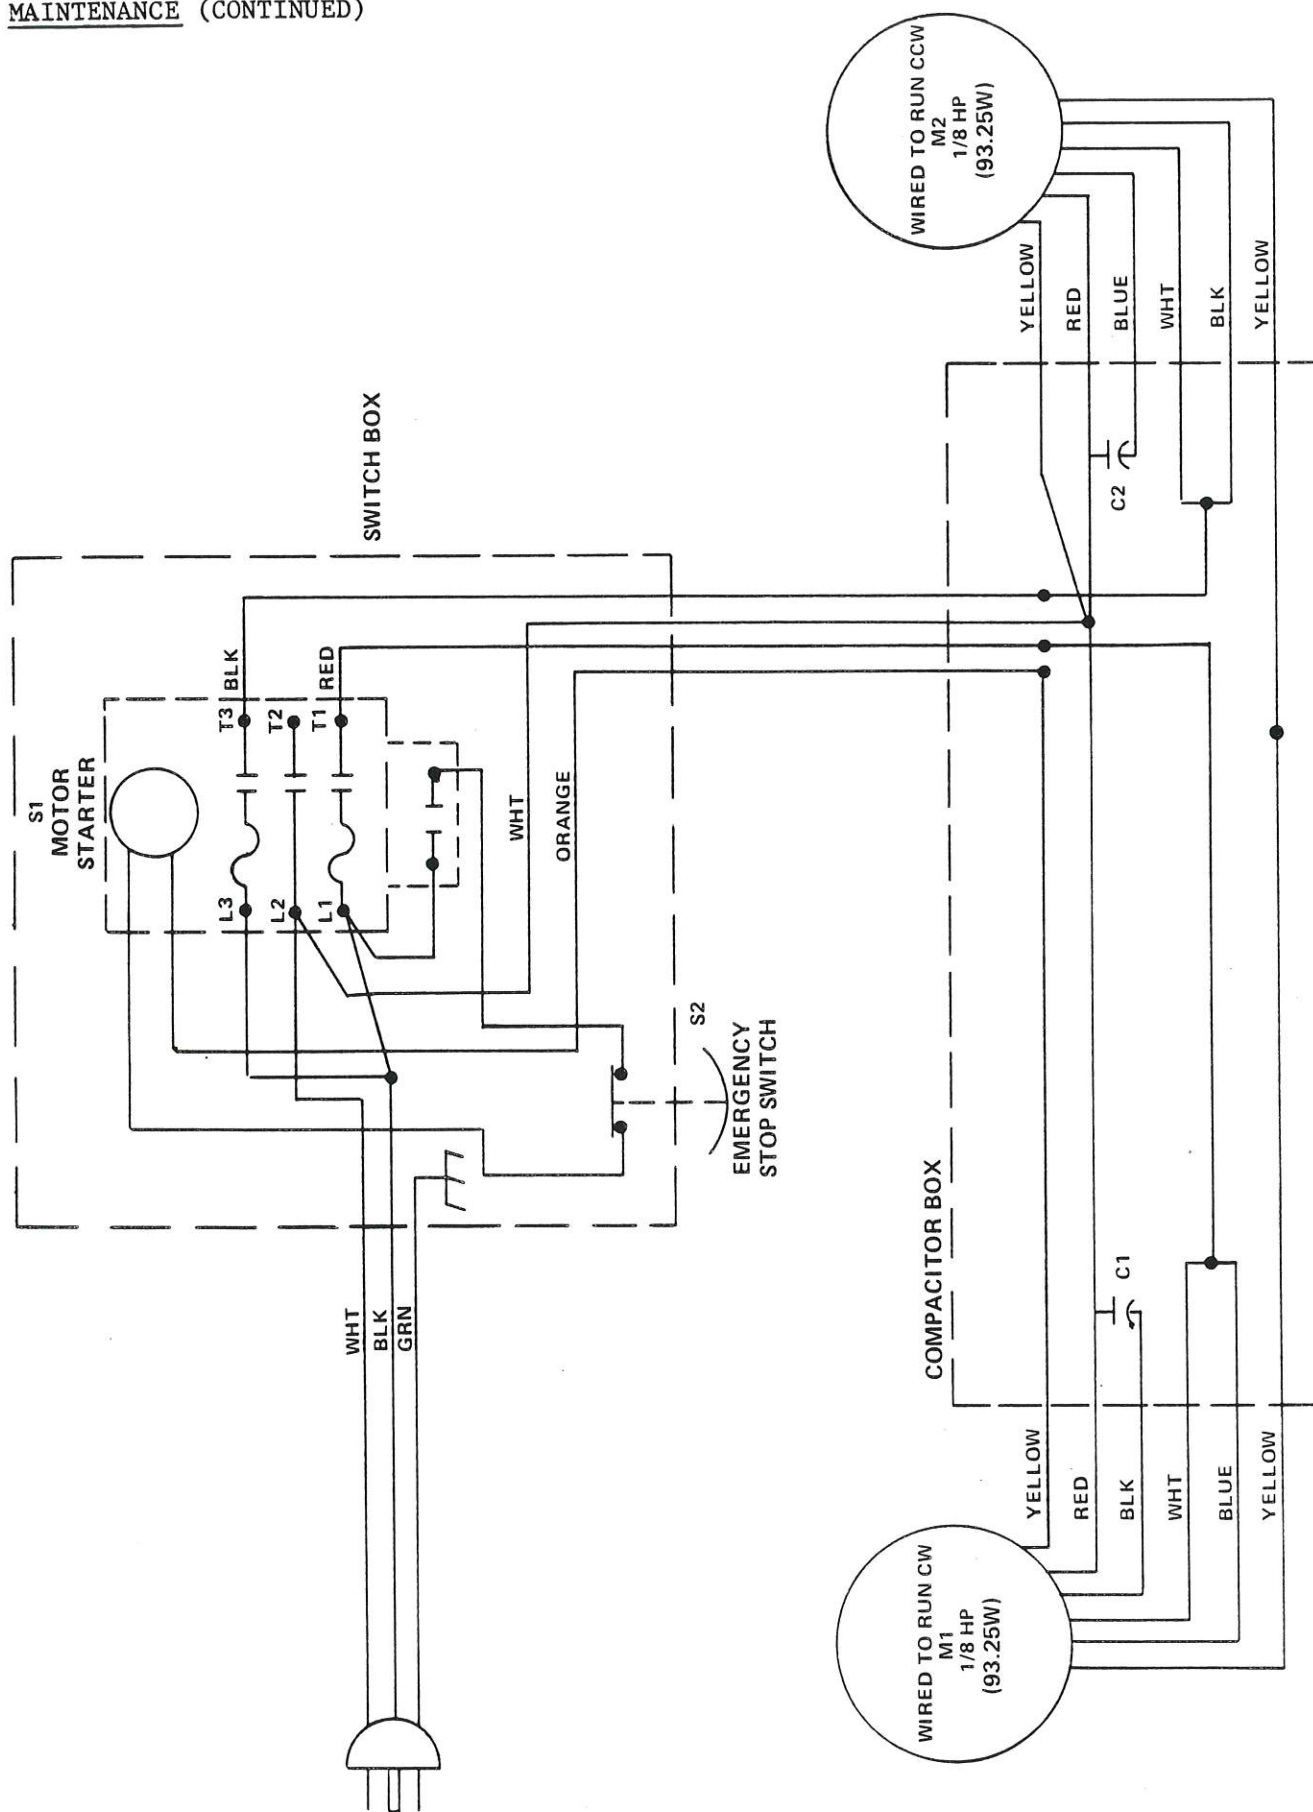 MAINTENANCE (CONTINUED)
S1
MOTOR
STARTER
SWITCH BOX
BLK
RED
T3
T2
T1
L3
L2
L1
WHT
ORANGE
S2
EMERGENCY
STOP SWITCH
WHT
BLK
GRN
COMPACITOR BOX
WIRED TO RUN CCW
M2
1/8 HP
(93.25W)
YELLOW
RED
BLUE
WHT
BLK
YELLOW
C2
C1
YELLOW
RED
BLK
WHT
BLUE
YELLOW
WIRED TO RUN CW
M1
1/8 HP
(93.25W)